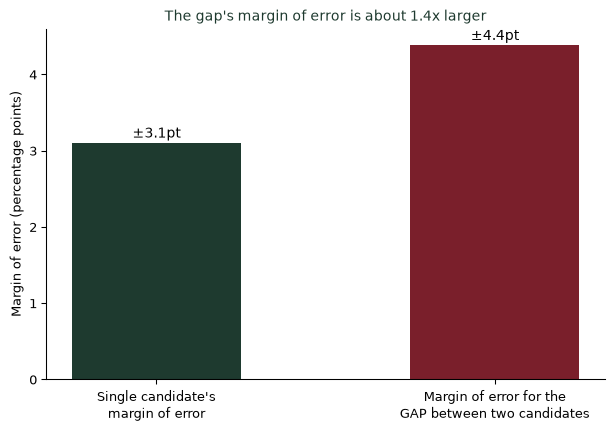 The gap's margin of error is about 1.4x larger
Margin of error (percentage points)
4
3
2
1
0
±3.1pt
±4.4pt
Single candidate's
margin of error
Margin of error for the
GAP between two candidates